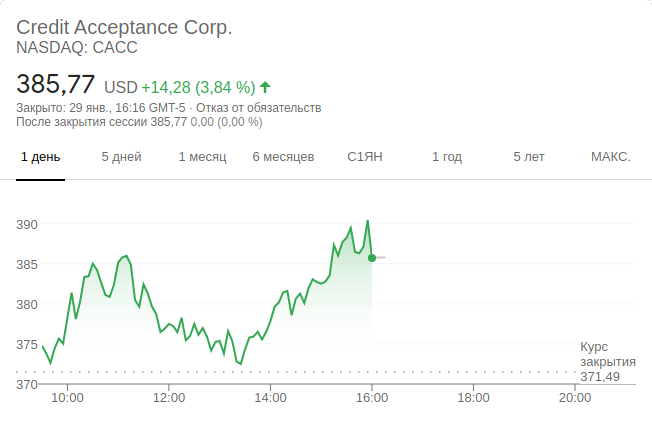 Credit Acceptance Corp.
NASDAQ: CACC
385,77 USD +14,28 (3,84 %)
Закрыто: 29 янв., 16:16 GMT-5 · Отказ от обязательств
После закрытия сессии 385,77 0,00 (0,00 %)
1 день 5 дней 1 месяц 6 месяцев С1ЯН 1 год 5 лет МАКС.
390
385
380
375
Курс
закрытия
371,49
370
10:00 12:00 14:00 16:00 18:00 20:00